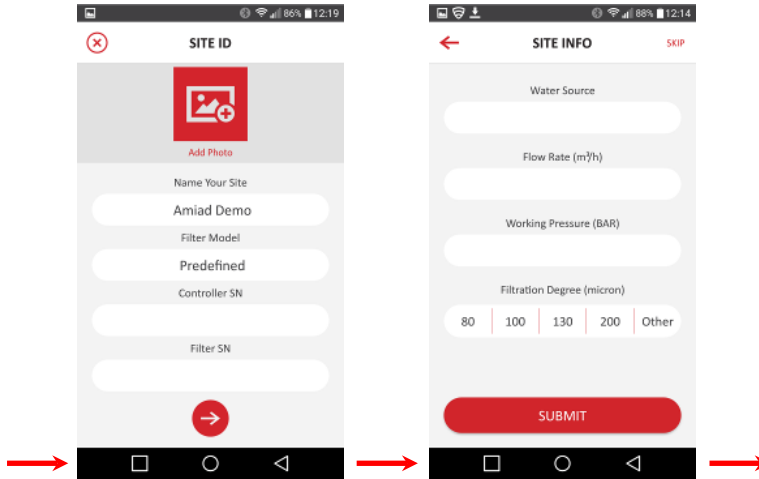 86% 12:19
SITE ID
Add Photo
Name Your Site
Amiad Demo
Filter Model
Predefined
Controller SN
Filter SN
88% 12:14
SITE INFO
SKIP
Water Source
Flow Rate (m³/h)
Working Pressure (BAR)
Filtration Degree (micron)
80 100 130 200 Other
SUBMIT